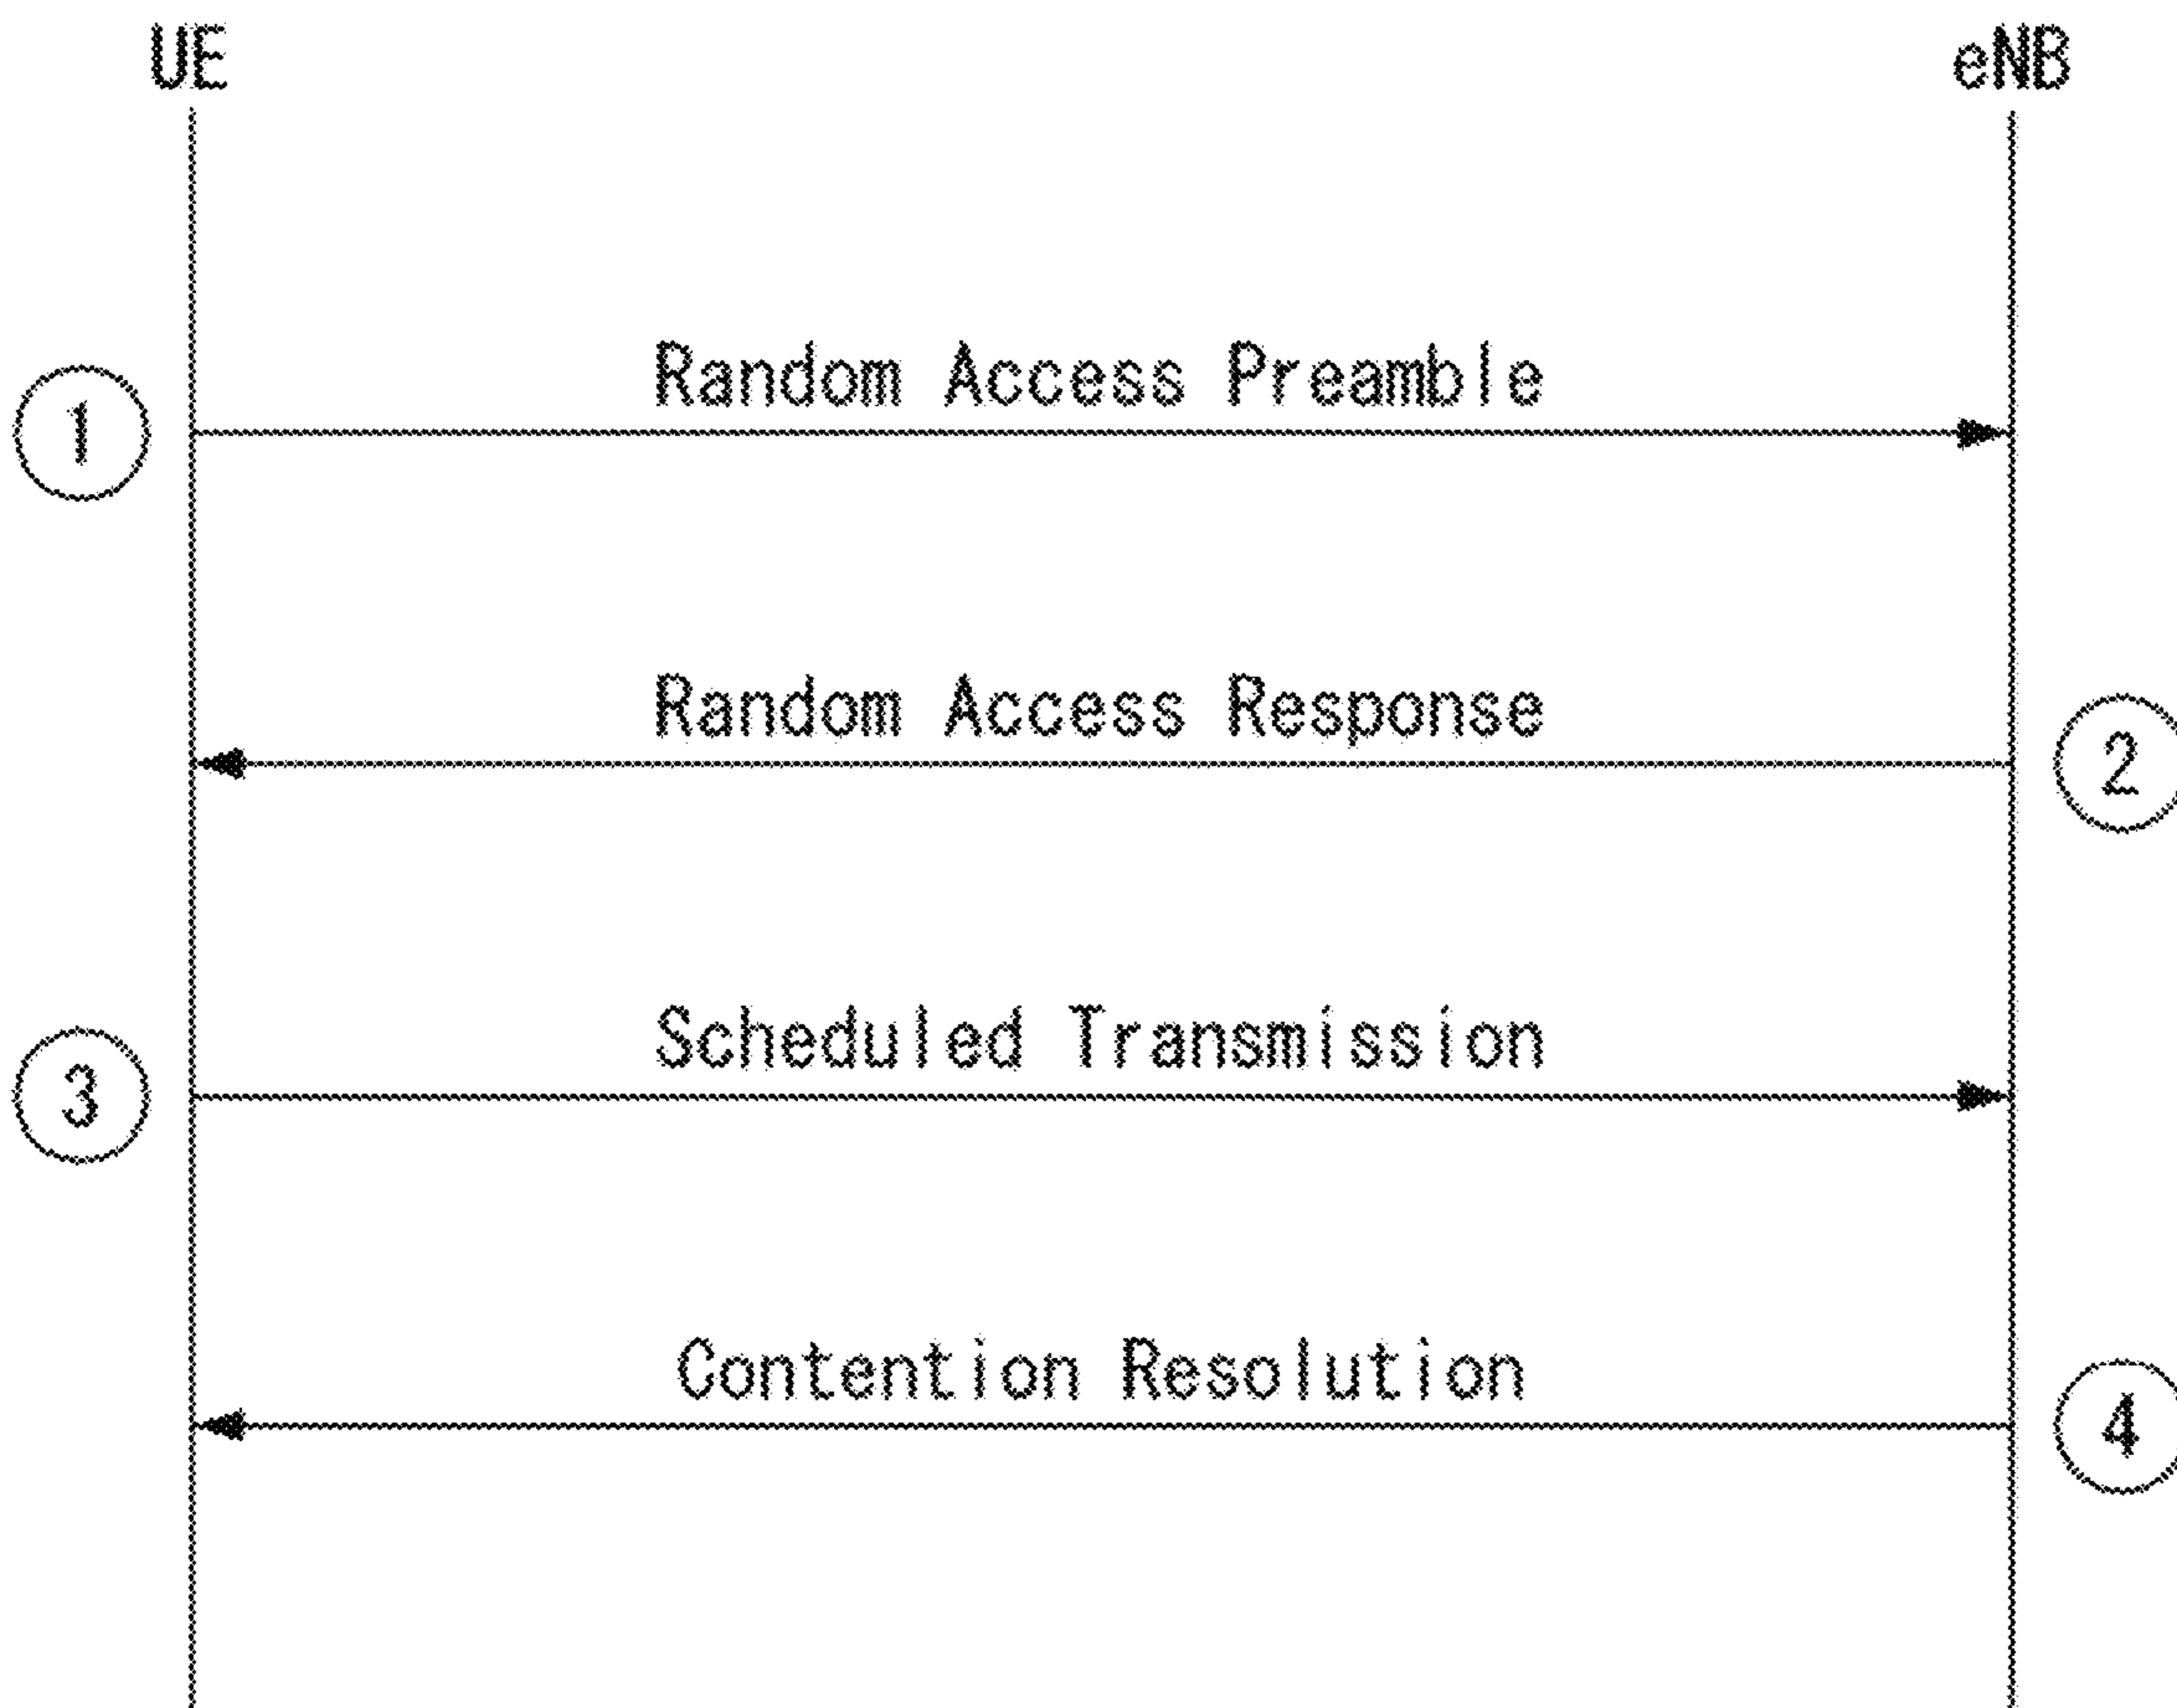 UE eNB
Random Access Preamble
1
Random Access Response
2
Scheduled Transmission
3
Contention Resolution
4